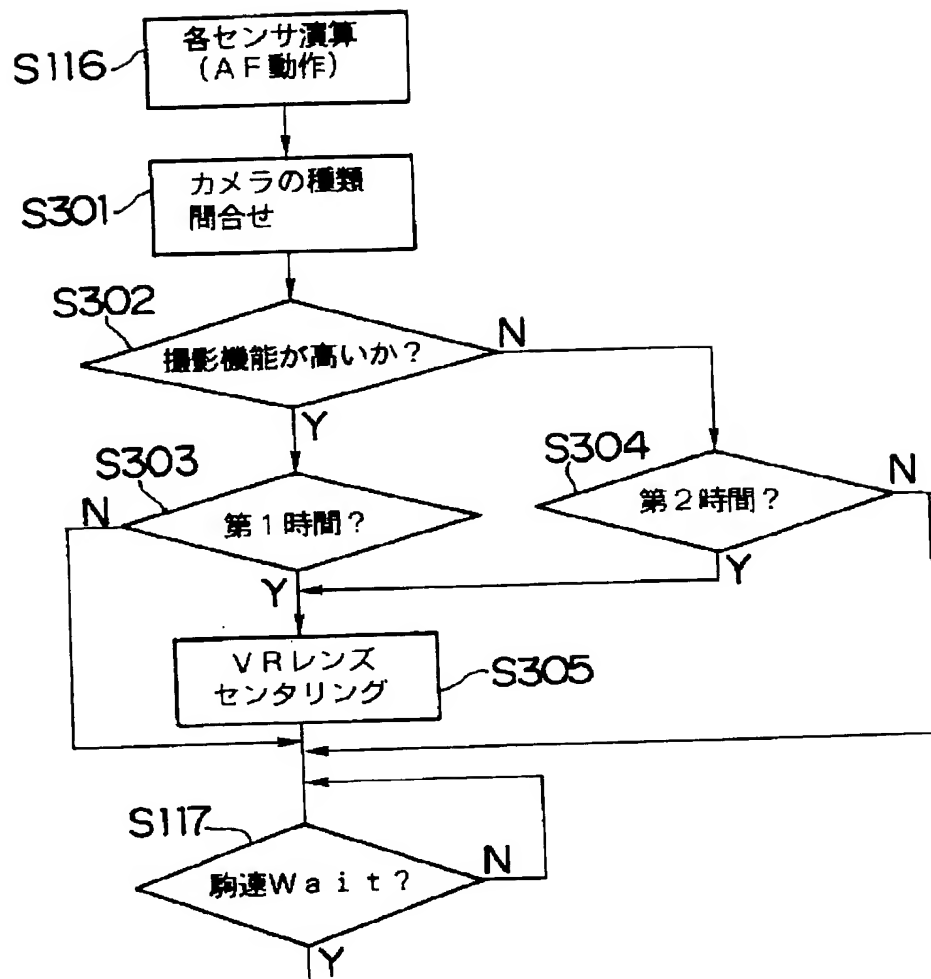 S116
各センサ演算
(AF動作)
S301
カメラの種類
問合せ
S302
撮影機能が高いか?
N
Y
S303
第1時間?
N
Y
S304
第2時間?
N
Y
VRレンズ
センタリング
S305
S117
駒速Wait?
N
Y